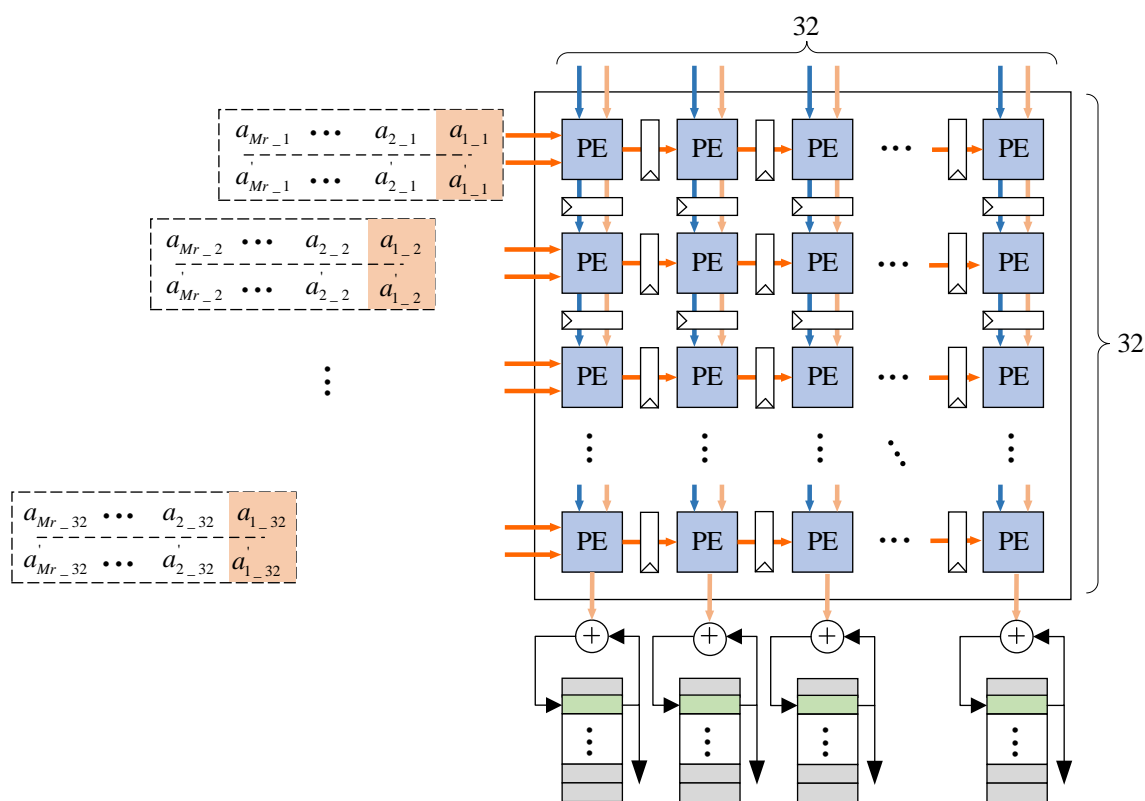 32
a_{Mr_1} ••• a_{2_1} a_{1_1}
a'_{Mr_1} ••• a'_{2_1} a'_{1_1}
PE PE PE ••• PE
a_{Mr_2} ••• a_{2_2} a_{1_2}
a'_{Mr_2} ••• a'_{2_2} a'_{1_2}
PE PE PE ••• PE
32
PE PE PE ••• PE
a_{Mr_32} ••• a_{2_32} a_{1_32}
a'_{Mr_32} ••• a'_{2_32} a'_{1_32}
PE PE PE ••• PE
+ + + +